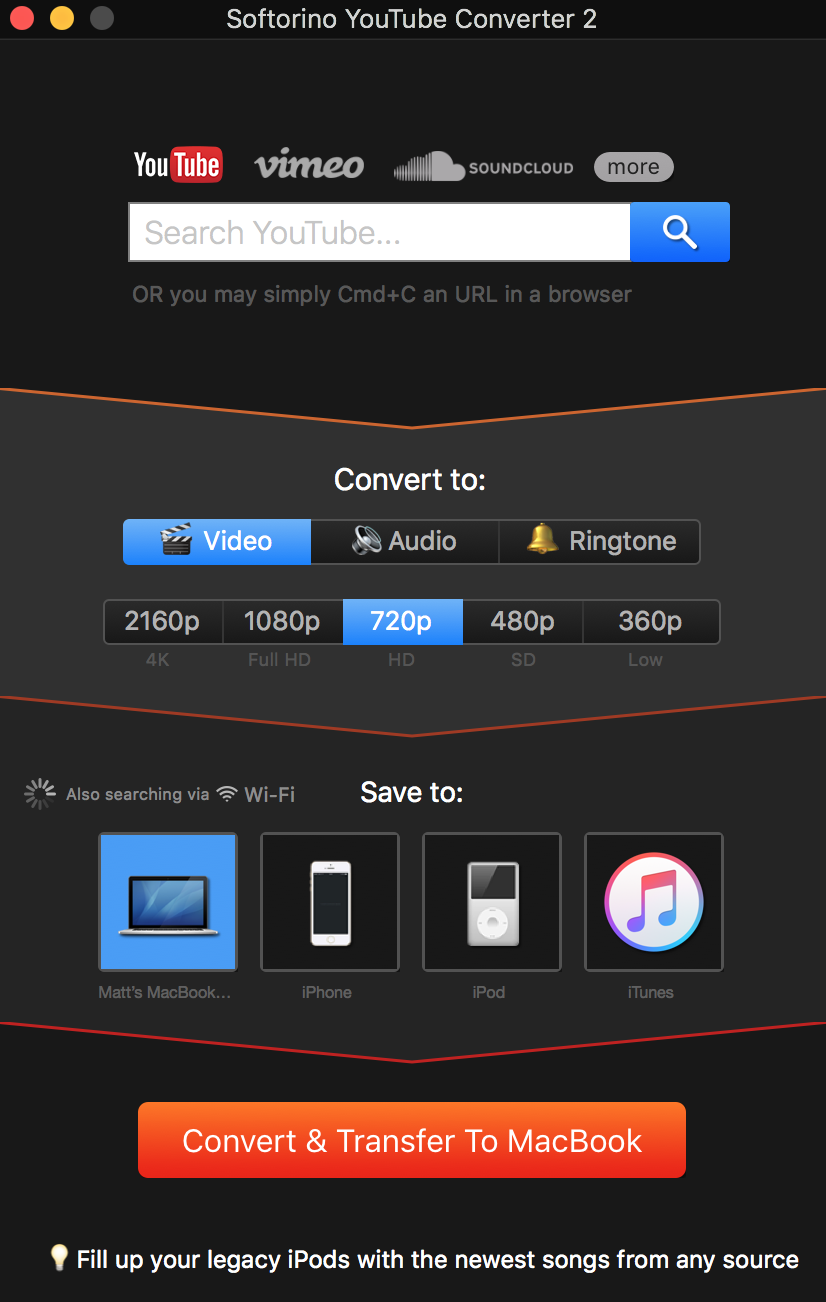 Softorino YouTube Converter 2
YouTube vimeo SOUNDCLOUD more
Search YouTube...
OR you may simply Cmd+C an URL in a browser
Convert to:
Video Audio Ringtone
2160p 1080p 720p 480p 360p
4K Full HD HD SD Low
Also searching via Wi-Fi Save to:
Matt's MacBook... iPhone iPod iTunes
Convert & Transfer To MacBook
Fill up your legacy iPods with the newest songs from any source